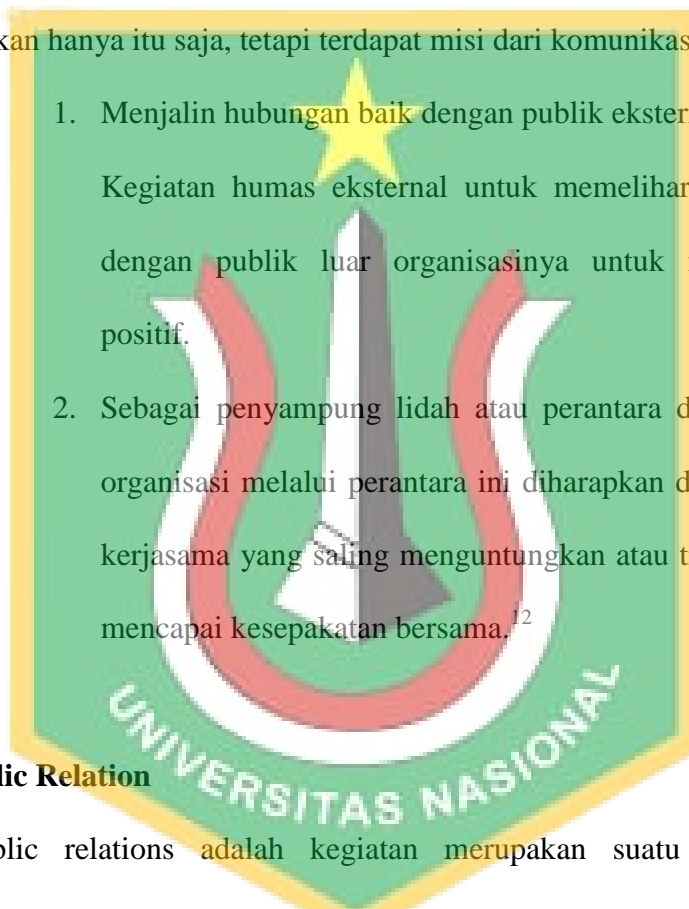 kan hanya itu saja, tetapi terdapat misi dari komunikas
1. Menjalin hubungan baik dengan publik ekstern
Kegiatan humas eksternal untuk memelihar
dengan publik luar organisasinya untuk
positif.
2. Sebagai penyampung lidah atau perantara d
organisasi melalui perantara ini diharapkan d
kerjasama yang saling menguntungkan atau t
mencapai kesepakatan bersama.12
lic Relation
blic relations adalah kegiatan merupakan suatu
UNIVERSITAS NASIONAL